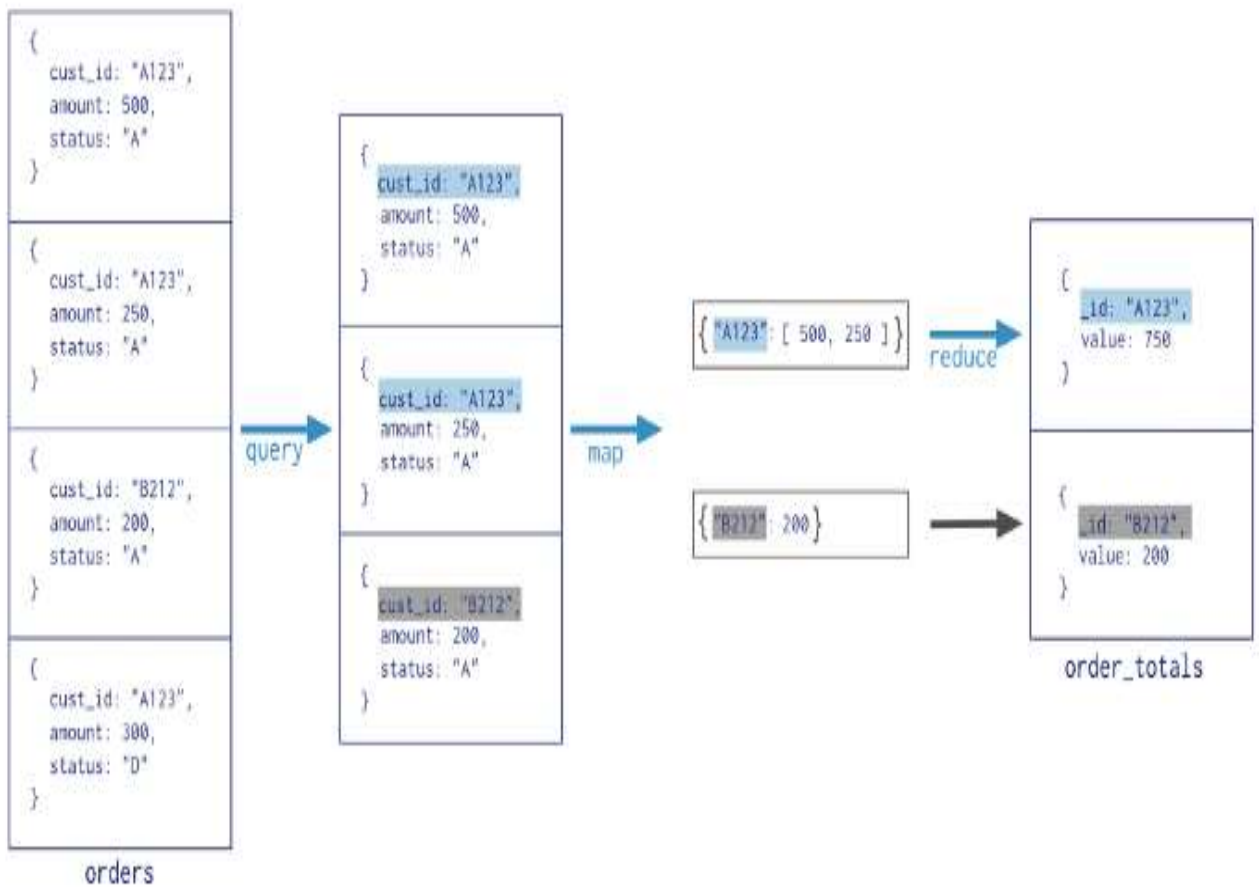 {
cust_id: "A123",
amount: 500,
status: "A"
}
{
cust_id: "A123",
amount: 250,
status: "A"
}
{
cust_id: "B212",
amount: 200,
status: "A"
}
{
cust_id: "A123",
amount: 300,
status: "D"
}
orders
query
{
cust_id: "A123",
amount: 500,
status: "A"
}
{
cust_id: "A123",
amount: 250,
status: "A"
}
{
cust_id: "B212",
amount: 200,
status: "A"
}
map
{ "A123": [ 500, 250 ] }
{ "B212": 200 }
reduce
{
_id: "A123",
value: 750
}
{
_id: "B212",
value: 200
}
order_totals